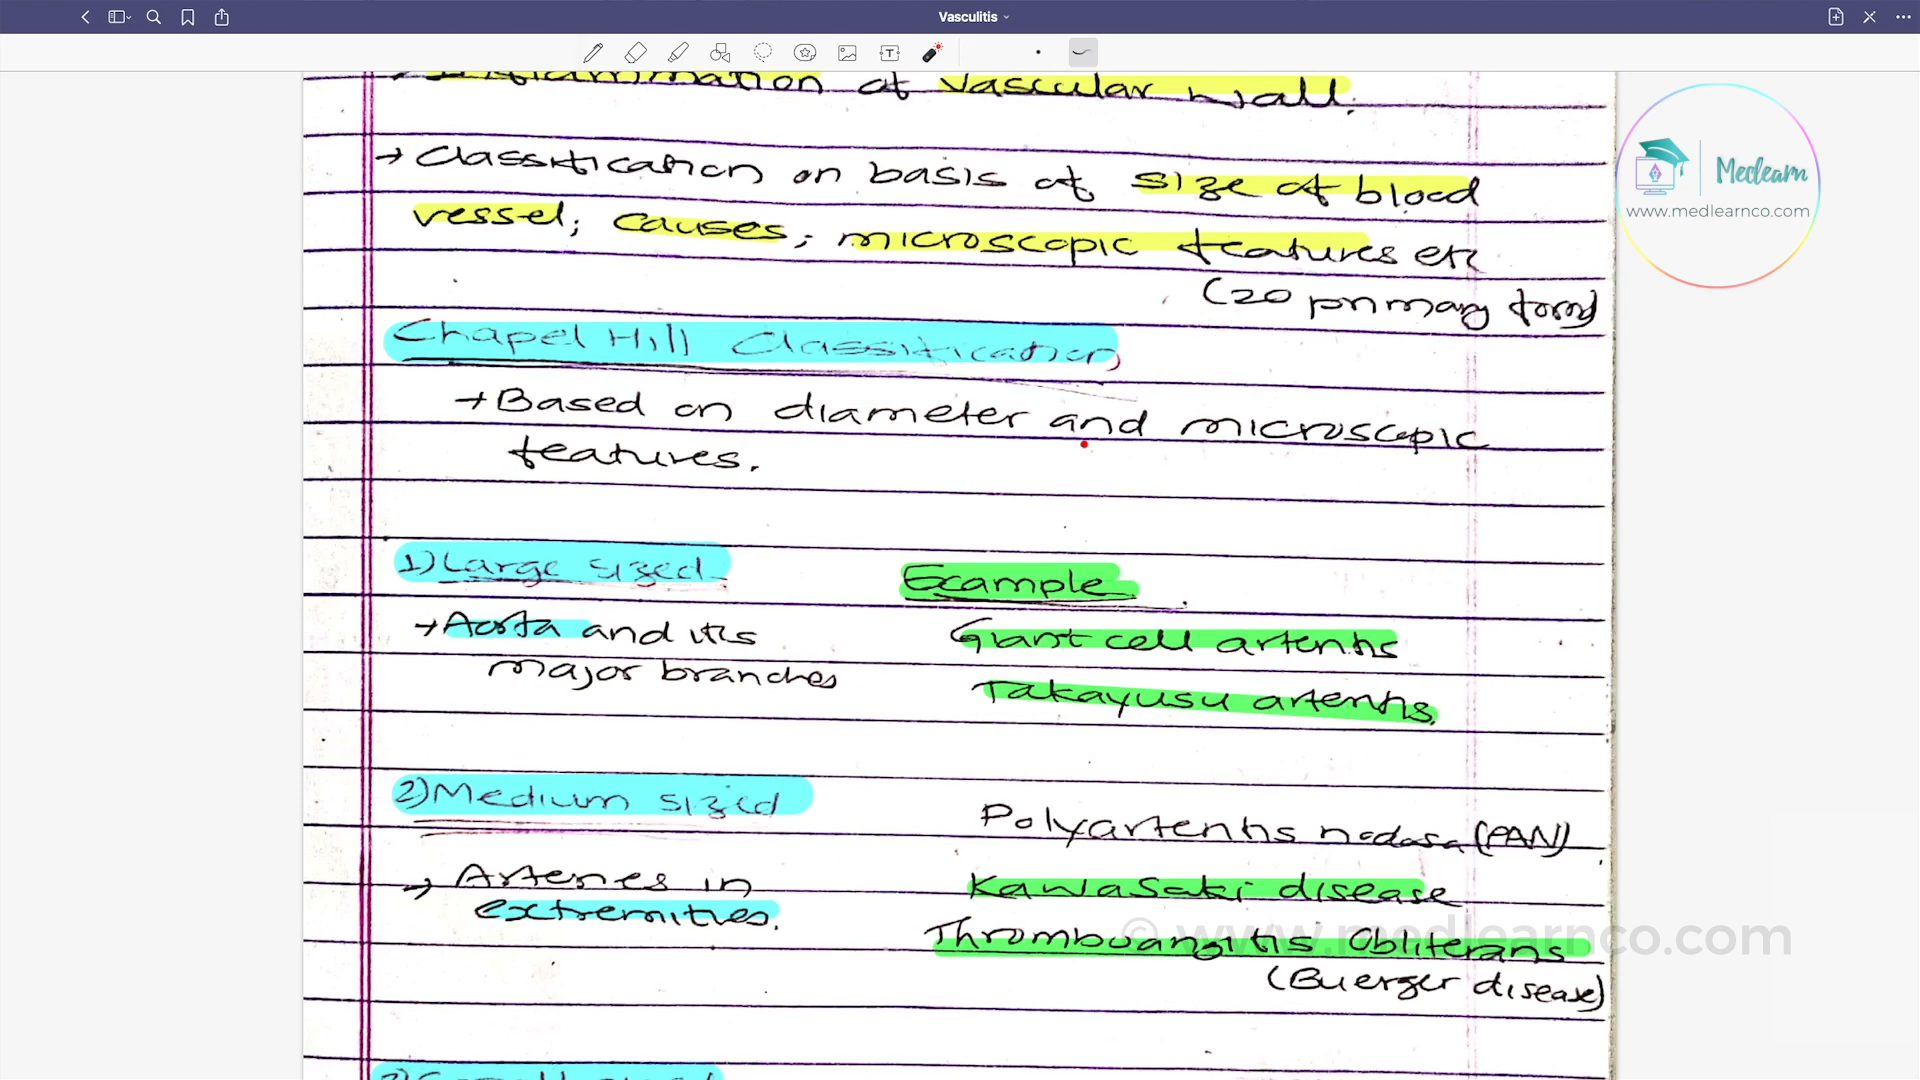 Vasculitis
→ Inflammation of vascular wall.
→ Classification on basis of size of blood
vessel; causes; microscopic features etc
(20 primary forms)
Chapel Hill Classification
→ Based on diameter and microscopic
features.
1) Large sized
Example
→ Aorta and its
major branches
Giant cell arteritis
Takayusu arteritis.
2) Medium sized
→ Arteries in
extremities.
Polyarteritis nodosa (PAN)
Kawasaki disease
Thrombuangitis Obliterans
(Buerger disease)
Medlearn
www.medlearnco.com
© www.medlearnco.com